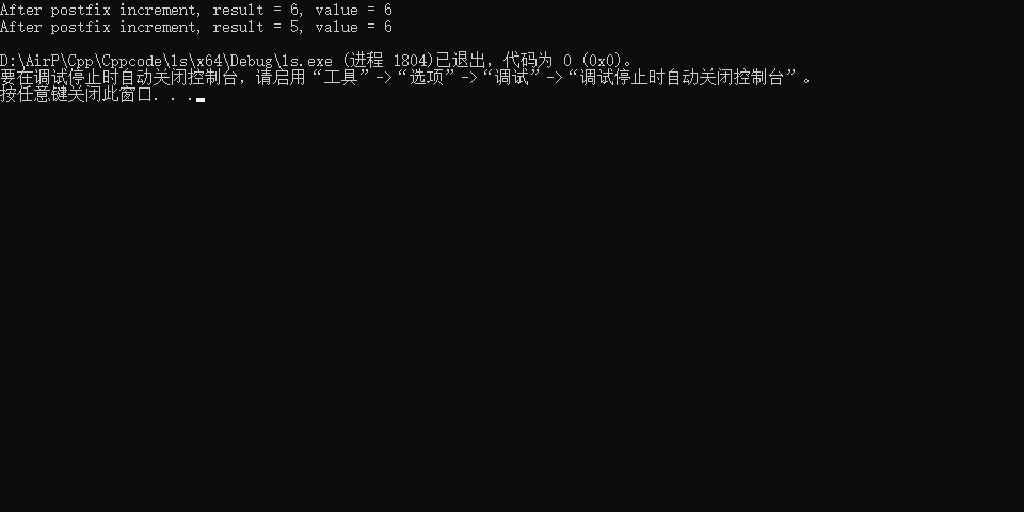 After postfix increment, result = 6, value = 6
After postfix increment, result = 5, value = 6
D:\AirP\Cpp\Cppcode\ls\x64\Debug\ls.exe (进程 1804)已退出，代码为 0 (0x0)。
要在调试停止时自动关闭控制台，请启用“工具”->“选项”->“调试”->“调试停止时自动关闭控制台”。
按任意键关闭此窗口. . .